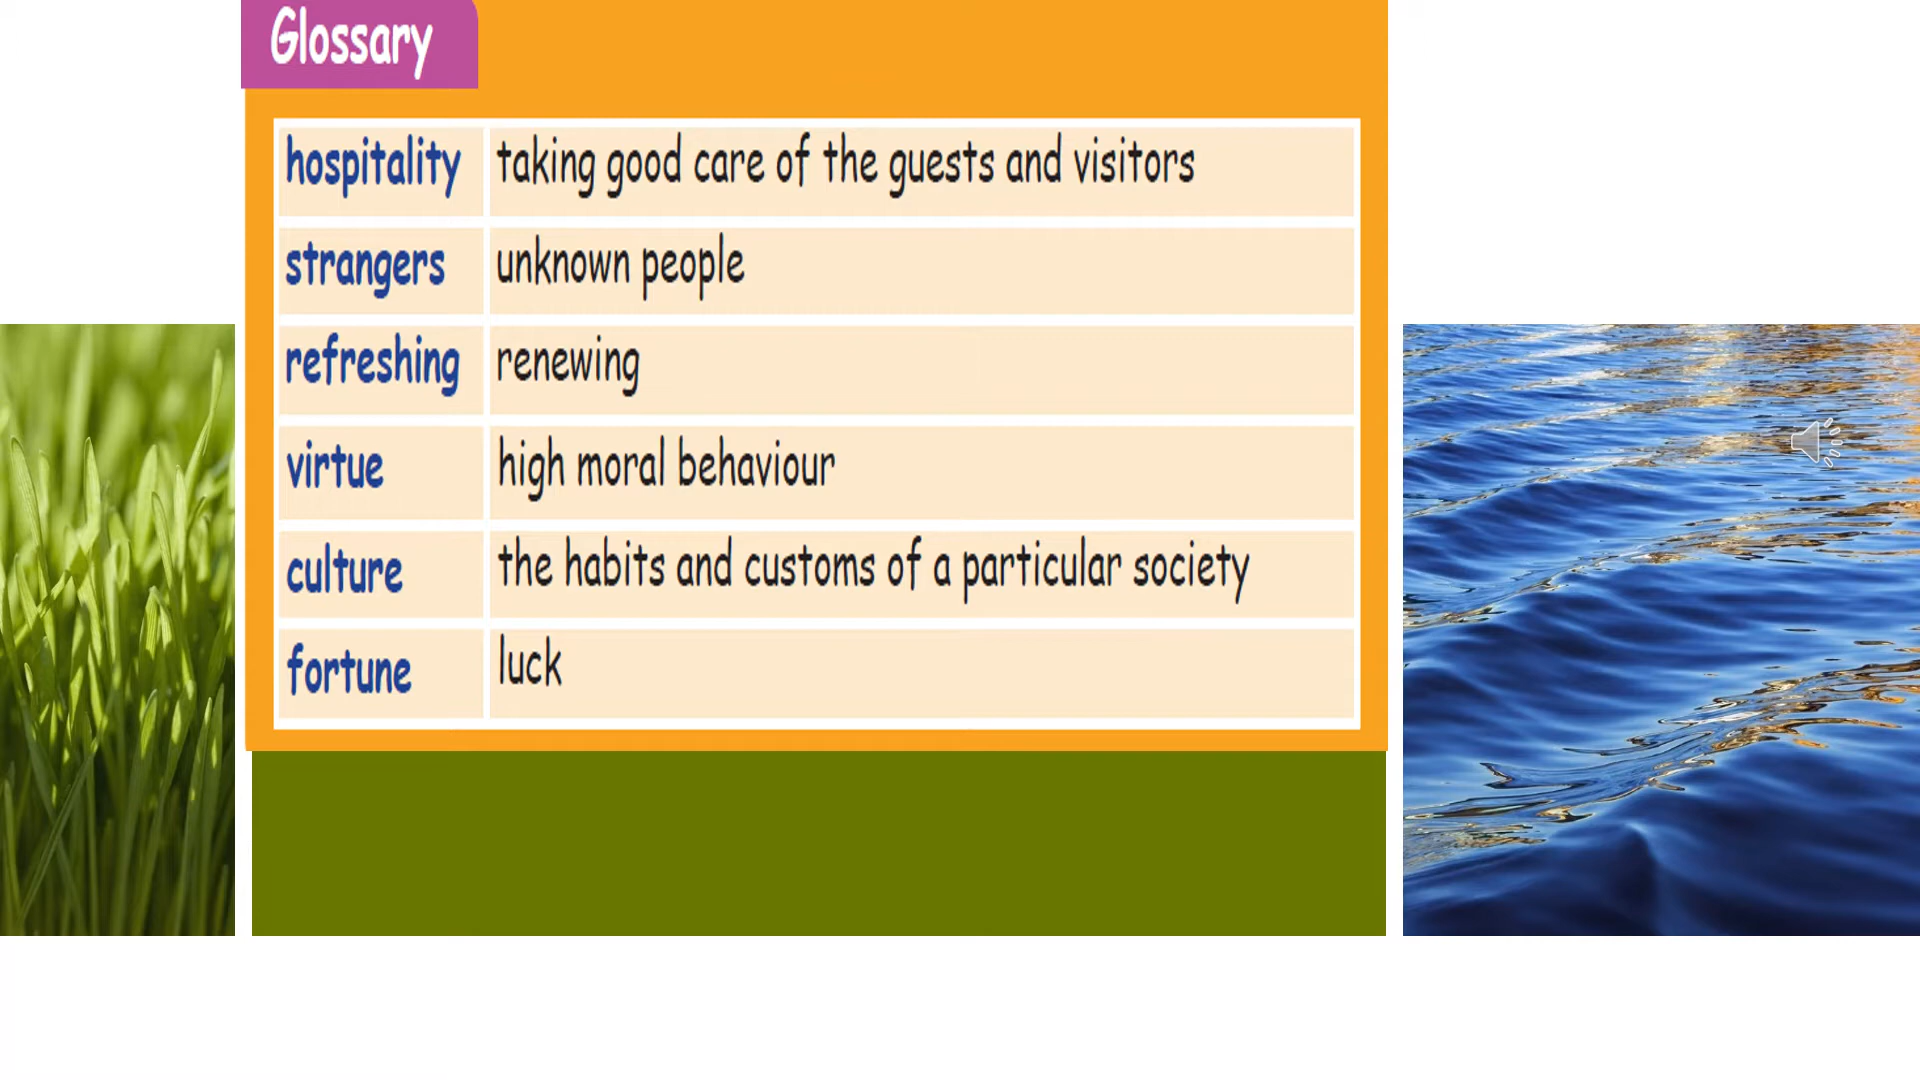 Glossary
hospitality taking good care of the guests and visitors
strangers unknown people
refreshing renewing
virtue high moral behaviour
culture the habits and customs of a particular society
fortune luck